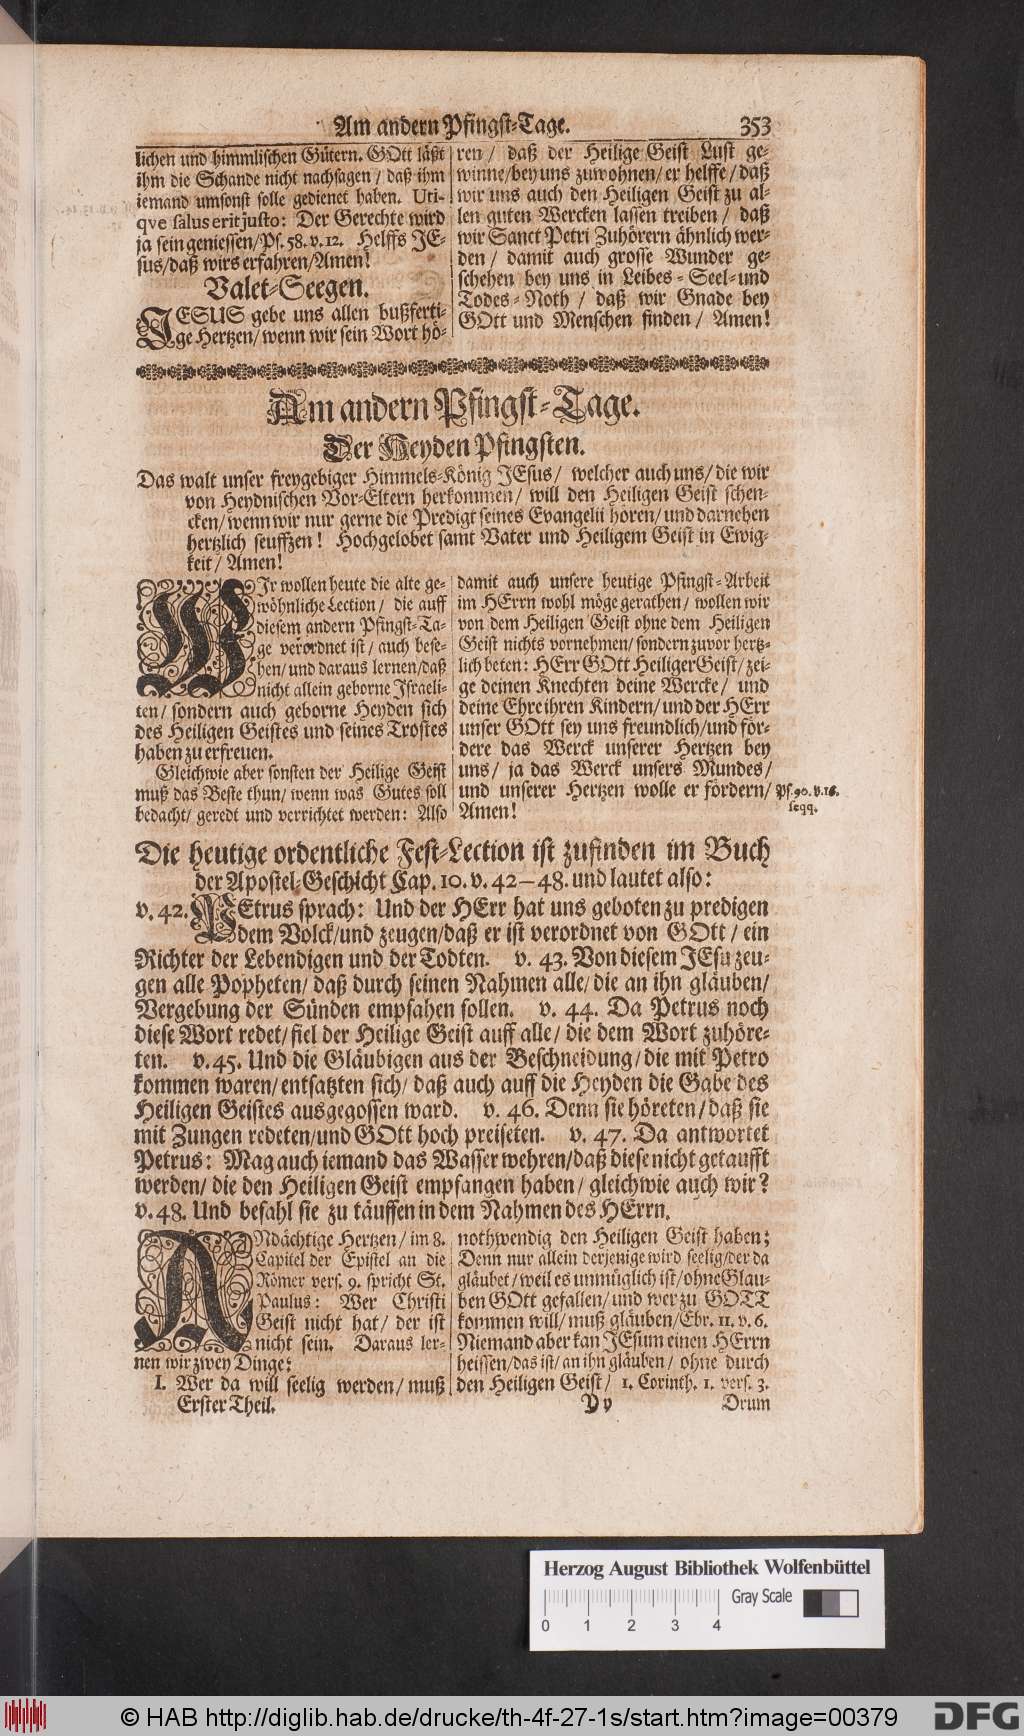 Am andern Pfingst-Tage. 353
lichen und himmlischen Gütern. GOtt läßt
ihm die Schande nicht nachsagen / daß ihm
iemand umsonst solle gedienet haben. Uti-
qve salus erit justo: Der Gerechte wird
ja sein geniessen/Ps. 58. v. 12. Helffs JE-
sus/daß wirs erfahren/Amen!
Valet-Seegen.
JESUS gebe uns allen bußferti-
ge Hertzen/wenn wir sein Wort hö-
ren / daß der Heilige Geist Lust ge-
winne/bey uns zuwohnen/er helffe/daß
wir uns auch den Heiligen Geist zu al-
len guten Wercken lassen treiben / daß
wir Sanct Petri Zuhörern ähnlich wer-
den / damit auch grosse Wunder ge-
schehen bey uns in Leibes-Seel-und
Todes-Noth / daß wir Gnade bey
GOtt und Menschen finden / Amen!
Am andern Pfingst-Tage.
Der Heyden Pfingsten.
Das walt unser freygebiger Himmels-König JEsus/ welcher auch uns/ die wir
von Heydnischen Vor-Eltern herkommen/ will den Heiligen Geist schen-
cken/wenn wir nur gerne die Predigt seines Evangelii hören/und darneben
hertzlich seuffzen! Hochgelobet samt Vater und Heiligem Geist in Ewig-
keit/ Amen!
WIr wollen heute die alte ge-
wöhnliche Lection / die auff
diesem andern Pfingst-Ta-
ge verordnet ist / auch bese-
hen/und daraus lernen/daß
nicht allein geborne Jsraeli-
ten/ sondern auch geborne Heyden sich
des Heiligen Geistes und seines Trostes
haben zu erfreuen.
Gleichwie aber sonsten der Heilige Geist
muß das Beste thun/ wenn was Gutes soll
bedacht/ geredt und verrichtet werden: Also
damit auch unsere heutige Pfingst-Arbeit
im HErrn wohl möge gerathen/ wollen wir
von dem Heiligen Geist ohne dem Heiligen
Geist nichts vornehmen/sondern zuvor hertz-
lich beten: HErr GOtt Heiliger Geist/ zei-
ge deinen Knechten deine Wercke/ und
deine Ehre ihren Kindern/und der HErr
unser GOtt sey uns freundlich/und för-
dere das Werck unserer Hertzen bey
uns/ ja das Werck unsers Mundes/
und unserer Hertzen wolle er fördern/
Amen!
Ps. 90. v. 16.
seqq.
Die heutige ordentliche Fest-Lection ist zufinden im Buch
der Apostel-Geschicht Cap. 10. v. 42–48. und lautet also:
v. 42. PEtrus sprach: Und der HErr hat uns geboten zu predigen
dem Volck/und zeugen/daß er ist verordnet von GOtt / ein
Richter der Lebendigen und der Todten. v. 43. Von diesem JEsu zeu-
gen alle Popheten/ daß durch seinen Nahmen alle/ die an ihn gläuben/
Vergebung der Sünden empfahen sollen. v. 44. Da Petrus noch
diese Wort redet/ fiel der Heilige Geist auff alle / die dem Wort zuhöre-
ten. v. 45. Und die Gläubigen aus der Beschneidung / die mit Petro
kommen waren/ entsatzten sich/ daß auch auff die Heyden die Gabe des
Heiligen Geistes ausgegossen ward. v. 46. Denn sie höreten / daß sie
mit Zungen redeten/und GOtt hoch preiseten. v. 47. Da antwortet
Petrus: Mag auch iemand das Wasser wehren/daß diese nicht getaufft
werden/ die den Heiligen Geist empfangen haben/ gleichwie auch wir?
v. 48. Und befahl sie zu täuffen in dem Nahmen des HErrn.
ANdächtige Hertzen/ im 8.
Capitel der Epistel an die
Römer vers. 9. spricht St.
Paulus: Wer Christi
Geist nicht hat / der ist
nicht sein. Daraus ler-
nen wir zwey Dinge:
I. Wer da will seelig werden/ muß
nothwendig den Heiligen Geist haben;
Denn nur allein derjenige wird seelig/der da
gläubet/ weil es unmüglich ist/ ohne Glau-
ben GOtt gefallen/ und wer zu GOTT
kommen will/ muß gläuben/ Ebr. 11. v. 6.
Niemand aber kan JEsum einen HErrn
heissen/das ist/ an ihn gläuben/ ohne durch
den Heiligen Geist/ 1. Corinth. 1. vers. 3.
Erster Theil. Yy Drum
Herzog August Bibliothek Wolfenbüttel
Gray Scale
0 1 2 3 4
© HAB http://diglib.hab.de/drucke/th-4f-27-1s/start.htm?image=00379
DFG